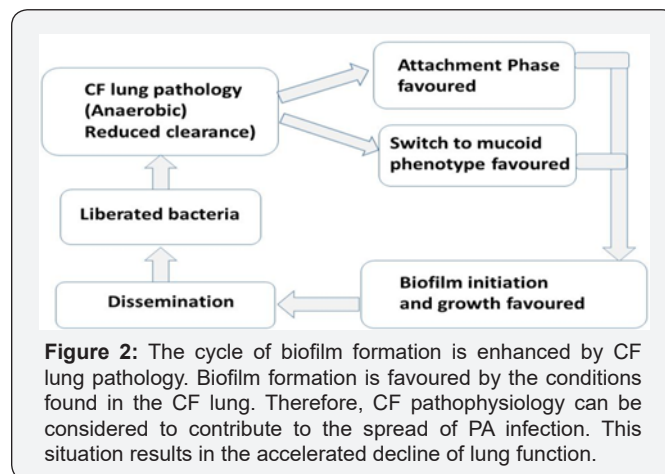 CF lung pathology
(Anaerobic)
Reduced clearance)
Attachment Phase
favoured
Switch to mucoid
phenotype favoured
Liberated bacteria
Dissemination
Biofilm initiation
and growth favoured
Figure 2: The cycle of biofilm formation is enhanced by CF
lung pathology. Biofilm formation is favoured by the conditions
found in the CF lung. Therefore, CF pathophysiology can be
considered to contribute to the spread of PA infection. This
situation results in the accelerated decline of lung function.